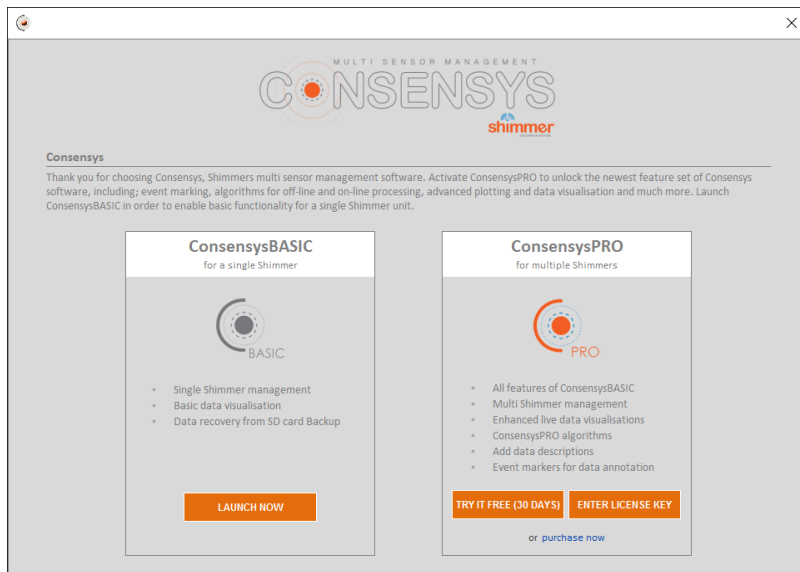 MULTI SENSOR MANAGEMENT
CONSENSYS
shimmer
Consensys
Thank you for choosing Consensys, Shimmers multi sensor management software. Activate ConsensysPRO to unlock the newest feature set of Consensys
software, including; event marking, algorithms for off-line and on-line processing, advanced plotting and data visualisation and much more. Launch
ConsensysBASIC in order to enable basic functionality for a single Shimmer unit.
ConsensysBASIC
for a single Shimmer
BASIC
Single Shimmer management
Basic data visualisation
Data recovery from SD card Backup
LAUNCH NOW
ConsensysPRO
for multiple Shimmers
PRO
All features of ConsensysBASIC
Multi Shimmer management
Enhanced live data visualisations
ConsensysPRO algorithms
Add data descriptions
Event markers for data annotation
TRY IT FREE (30 DAYS)
ENTER LICENSE KEY
or purchase now